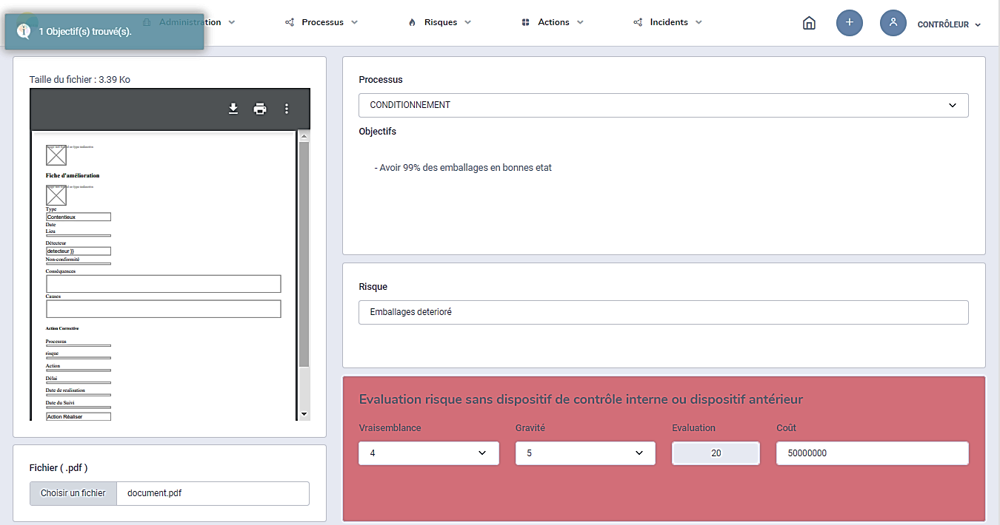 1 Objectif(s) trouvé(s).
Administration
Processus
Risques
Actions
Incidents
CONTRÔLEUR
Taille du fichier : 3.39 Ko
Fiche d'amélioration
Type
Contentieux
Date
Lieu
Détecteur
detecteur }}
Non-conformité
Conséquences
Causes
Action Corrective
Processus
risque
Action
Délai
Date de realisation
Date du Suivi
Action Réaliser
Fichier ( .pdf )
Choisir un fichier
document.pdf
Processus
CONDITIONNEMENT
Objectifs
- Avoir 99% des emballages en bonnes etat
Risque
Emballages deterioré
Evaluation risque sans dispositif de contrôle interne ou dispositif antérieur
Vraisemblance Gravité Evaluation Coût
4 5 20 50000000